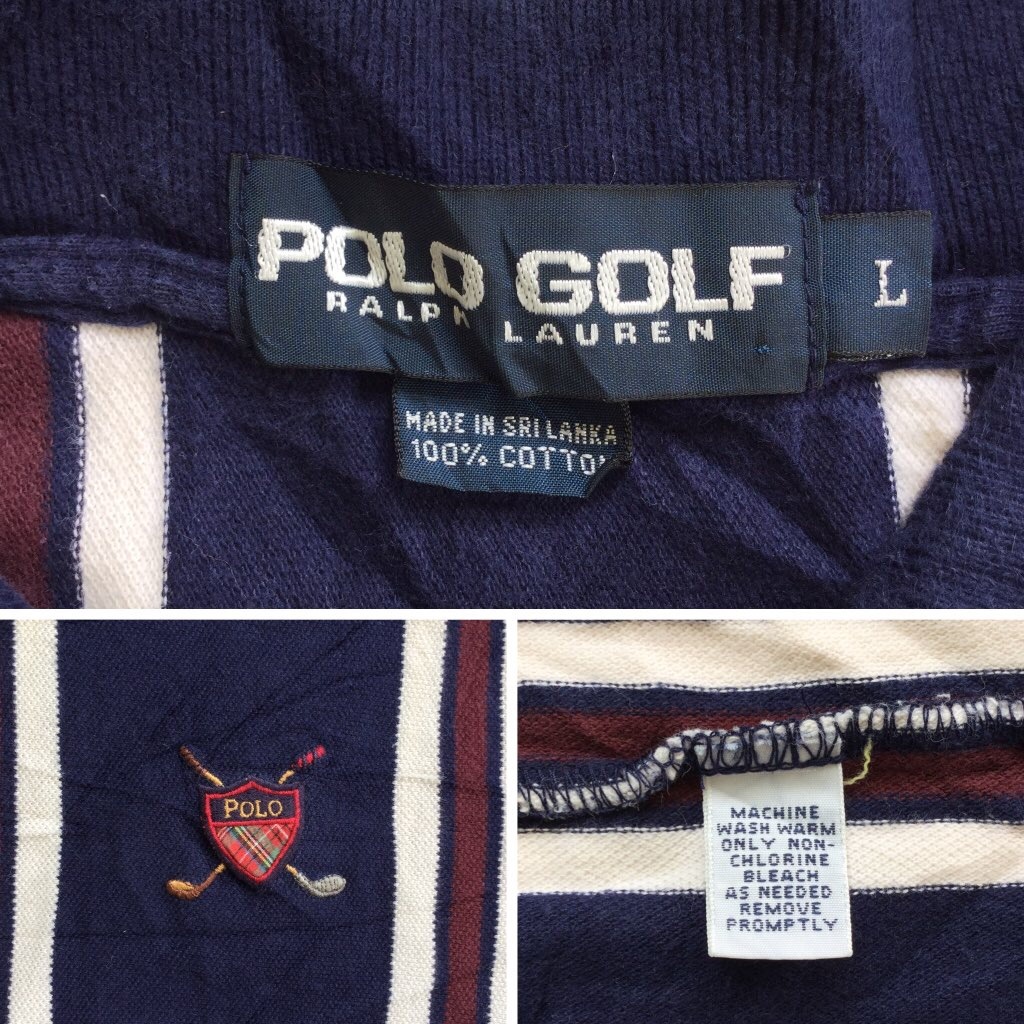 POLO GOLF
RALPH LAUREN
L
MADE IN SRI LANKA
100% COTTO
POLO
MACHINE
WASH WARM
ONLY NON-
CHLORINE
BLEACH
AS NEEDED
REMOVE
PROMPTLY